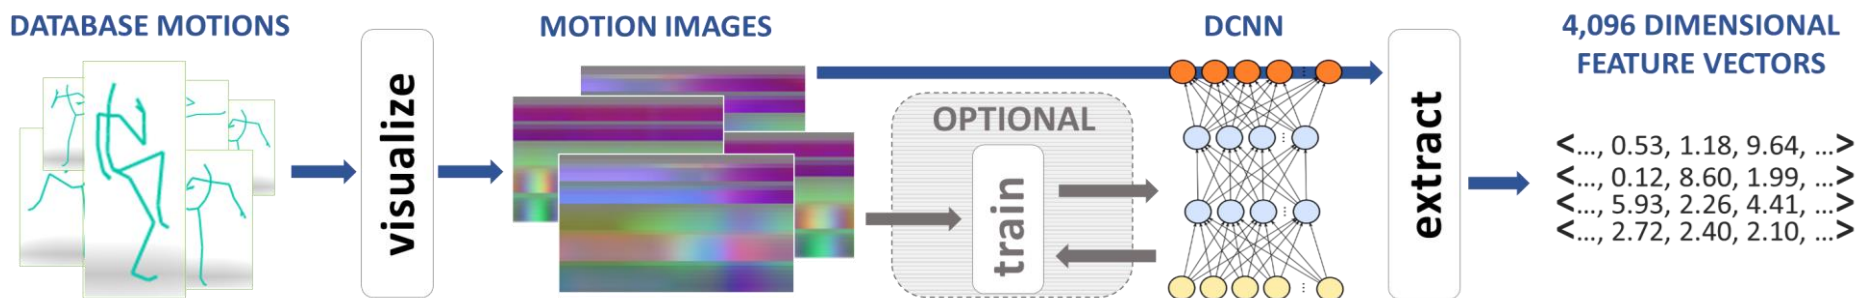 DATABASE MOTIONS
visualize
MOTION IMAGES
OPTIONAL
train
DCNN
extract
4,096 DIMENSIONAL
FEATURE VECTORS
<..., 0.53, 1.18, 9.64, ...>
<..., 0.12, 8.60, 1.99, ...>
<..., 5.93, 2.26, 4.41, ...>
<..., 2.72, 2.40, 2.10, ...>